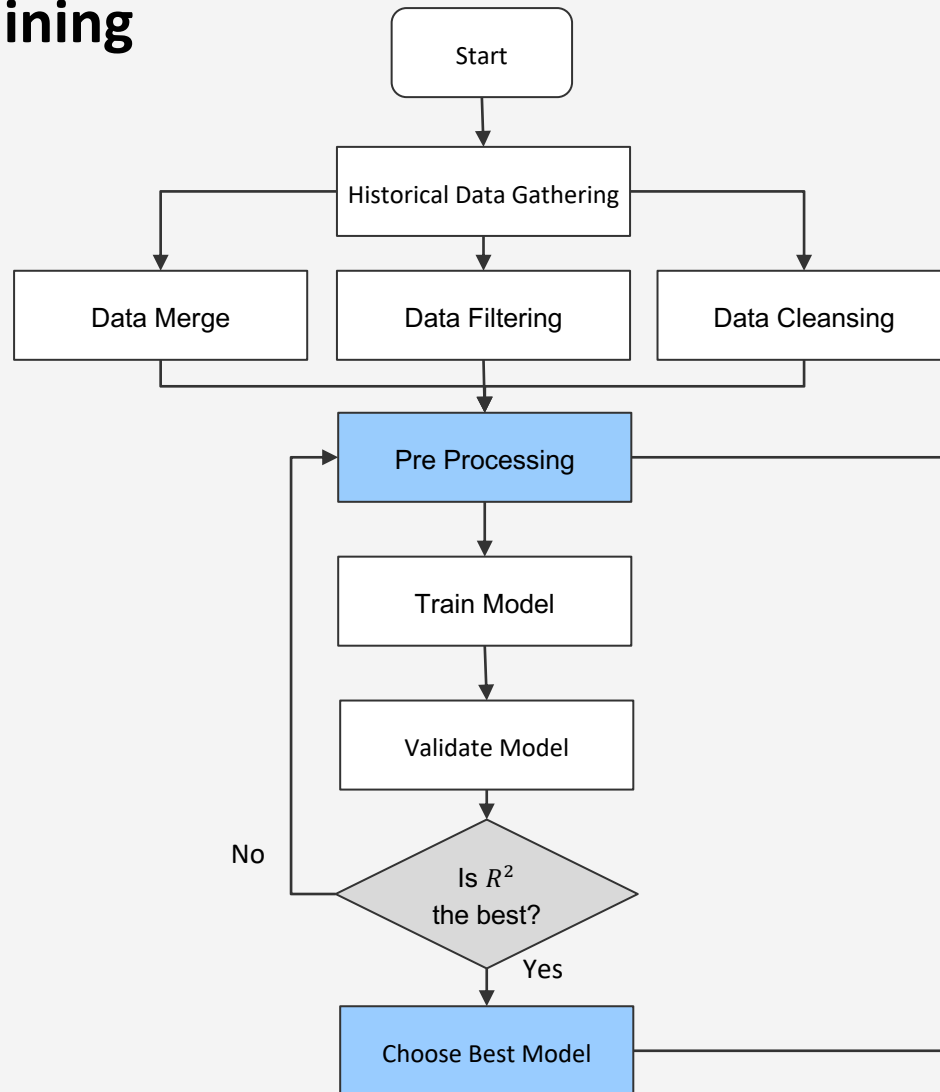 ining
Start
Historical Data Gathering
Data Merge
Data Filtering
Data Cleansing
Pre Processing
Train Model
Validate Model
No
Is R²
the best?
Yes
Choose Best Model